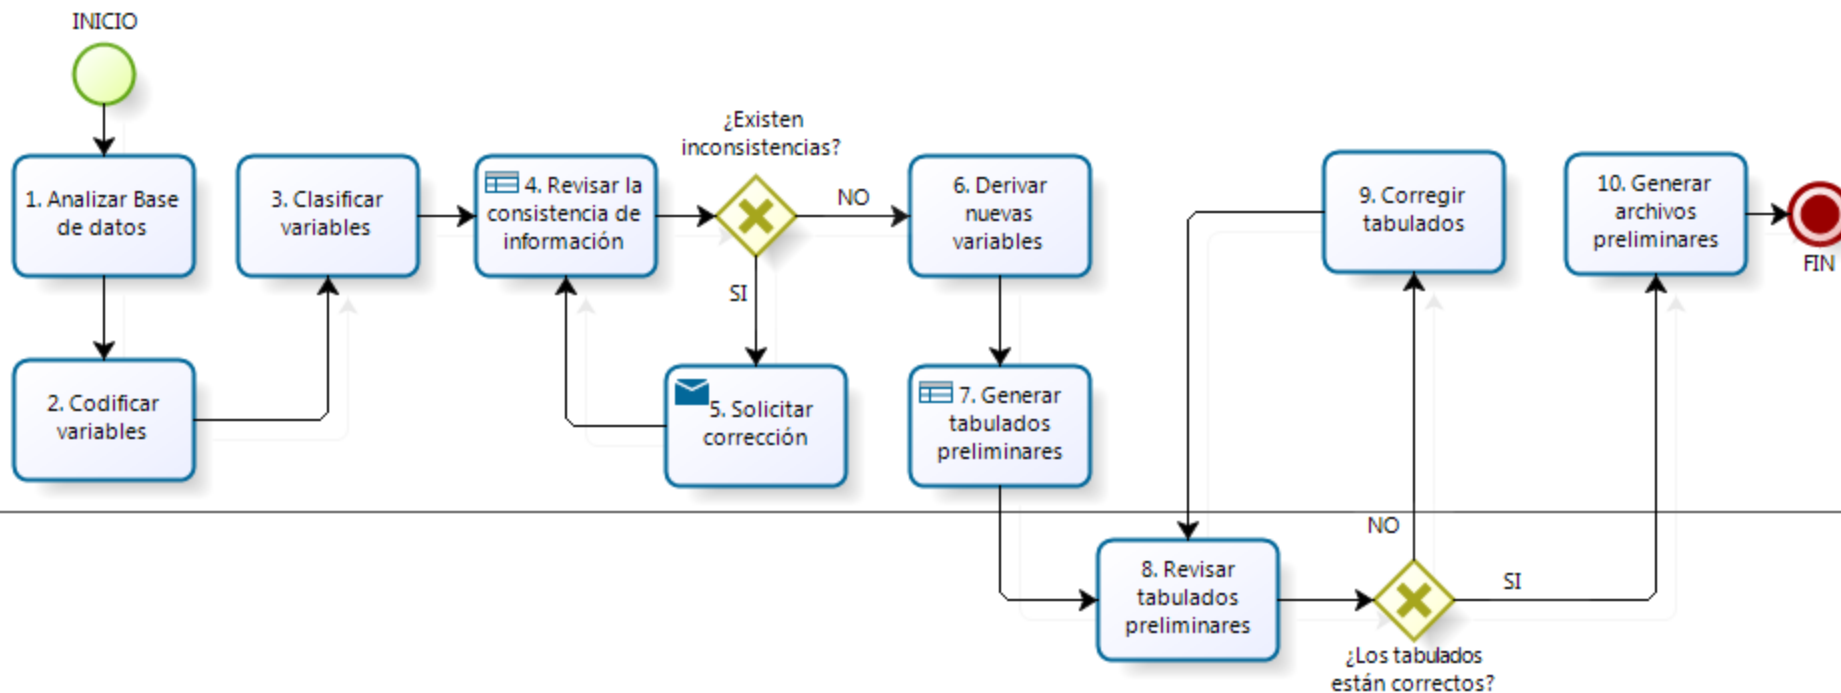 INICIO
1. Analizar Base
de datos
2. Codificar
variables
3. Clasificar
variables
4. Revisar la
consistencia de
información
¿Existen
inconsistencias?
NO
SI
5. Solicitar
corrección
6. Derivar
nuevas
variables
7. Generar
tabulados
preliminares
8. Revisar
tabulados
preliminares
¿Los tabulados
están correctos?
NO
SI
9. Corregir
tabulados
10. Generar
archivos
preliminares
FIN